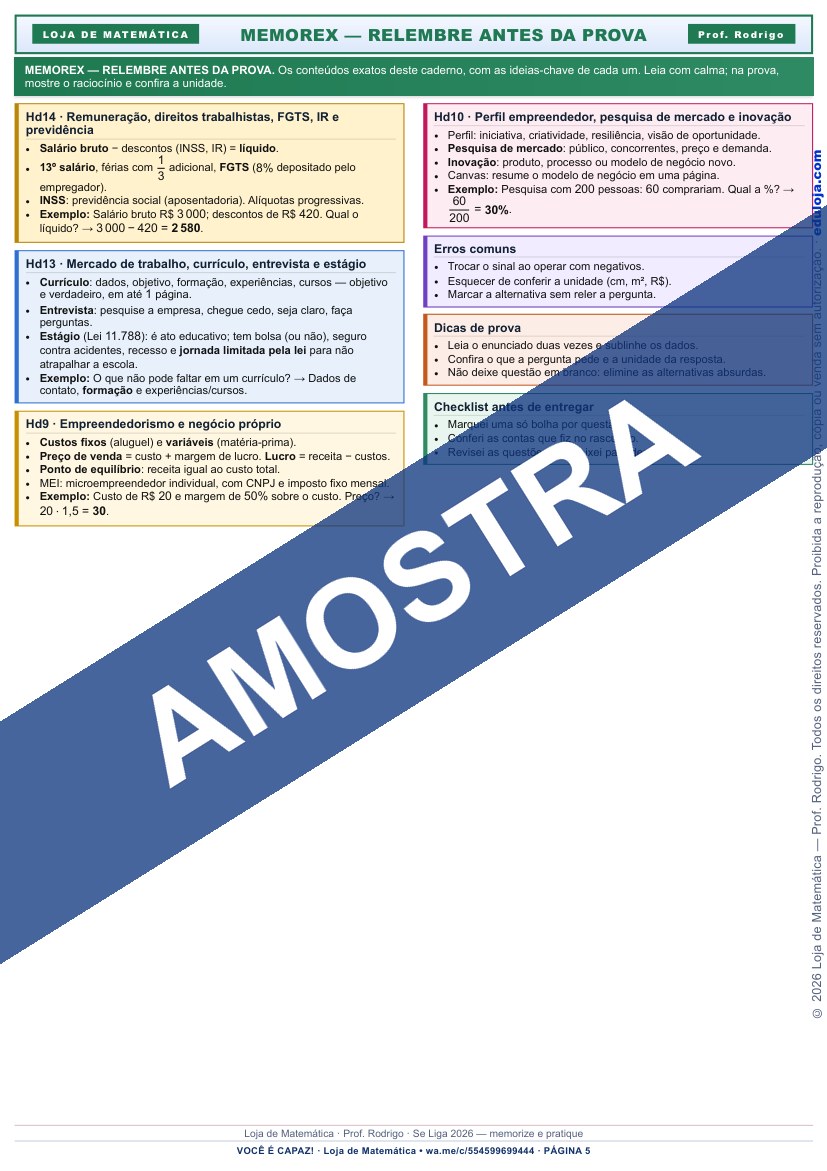 LOJA DE MATEMÁTICA
MEMOREX — RELEMBRE ANTES DA PROVA
Prof. Rodrigo
MEMOREX — RELEMBRE ANTES DA PROVA. Os conteúdos exatos deste caderno, com as ideias-chave de cada um. Leia com calma; na prova,
mostre o raciocínio e confira a unidade.
Hd14 · Remuneração, direitos trabalhistas, FGTS, IR e
previdência
• Salário bruto − descontos (INSS, IR) = líquido.
• 13º salário, férias com 1/3 adicional, FGTS (8% depositado pelo
empregador).
• INSS: previdência social (aposentadoria). Alíquotas progressivas.
• Exemplo: Salário bruto R$ 3 000; descontos de R$ 420. Qual o
líquido? → 3 000 − 420 = 2 580.
Hd13 · Mercado de trabalho, currículo, entrevista e estágio
• Currículo: dados, objetivo, formação, experiências, cursos — objetivo
e verdadeiro, em até 1 página.
• Entrevista: pesquise a empresa, chegue cedo, seja claro, faça
perguntas.
• Estágio (Lei 11.788): é ato educativo; tem bolsa (ou não), seguro
contra acidentes, recesso e jornada limitada pela lei para não
atrapalhar a escola.
• Exemplo: O que não pode faltar em um currículo? → Dados de
contato, formação e experiências/cursos.
Hd9 · Empreendedorismo e negócio próprio
• Custos fixos (aluguel) e variáveis (matéria-prima).
• Preço de venda = custo + margem de lucro. Lucro = receita − custos.
• Ponto de equilíbrio: receita igual ao custo total.
• MEI: microempreendedor individual, com CNPJ e imposto fixo mensal.
• Exemplo: Custo de R$ 20 e margem de 50% sobre o custo. Preço? →
20 · 1,5 = 30.
Hd10 · Perfil empreendedor, pesquisa de mercado e inovação
• Perfil: iniciativa, criatividade, resiliência, visão de oportunidade.
• Pesquisa de mercado: público, concorrentes, preço e demanda.
• Inovação: produto, processo ou modelo de negócio novo.
• Canvas: resume o modelo de negócio em uma página.
• Exemplo: Pesquisa com 200 pessoas: 60 comprariam. Qual a %? →
60/200 = 30%.
Erros comuns
• Trocar o sinal ao operar com negativos.
• Esquecer de conferir a unidade (cm, m², R$).
• Marcar a alternativa sem reler a pergunta.
Dicas de prova
• Leia o enunciado duas vezes e sublinhe os dados.
• Confira o que a pergunta pede e a unidade da resposta.
• Não deixe questão em branco: elimine as alternativas absurdas.
Checklist antes de entregar
• Marquei uma só bolha por
• Conferi as contas que fiz no
• Revisei as
AMOSTRA
© 2026 Loja de Matemática — Prof. Rodrigo. Todos os direitos reservados. Proibida a reprodução, cópia ou venda sem autorização. · eduloja.com
Loja de Matemática · Prof. Rodrigo · Se Liga 2026 — memorize e pratique
VOCÊ É CAPAZ! · Loja de Matemática • wa.me/c/554599699444 · PÁGINA 5